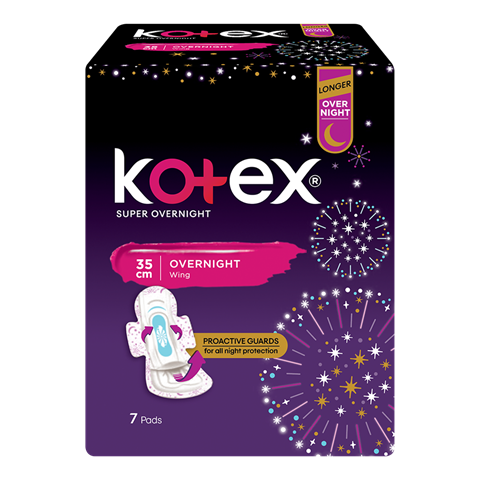 kotex
35
cm
OVERNIGHT
LONGER
OVER
NIGHT
kotex®
SUPER OVERNIGHT
35
cm
OVERNIGHT
Wing
PROACTIVE GUARDS
for all night protection
7 Pads